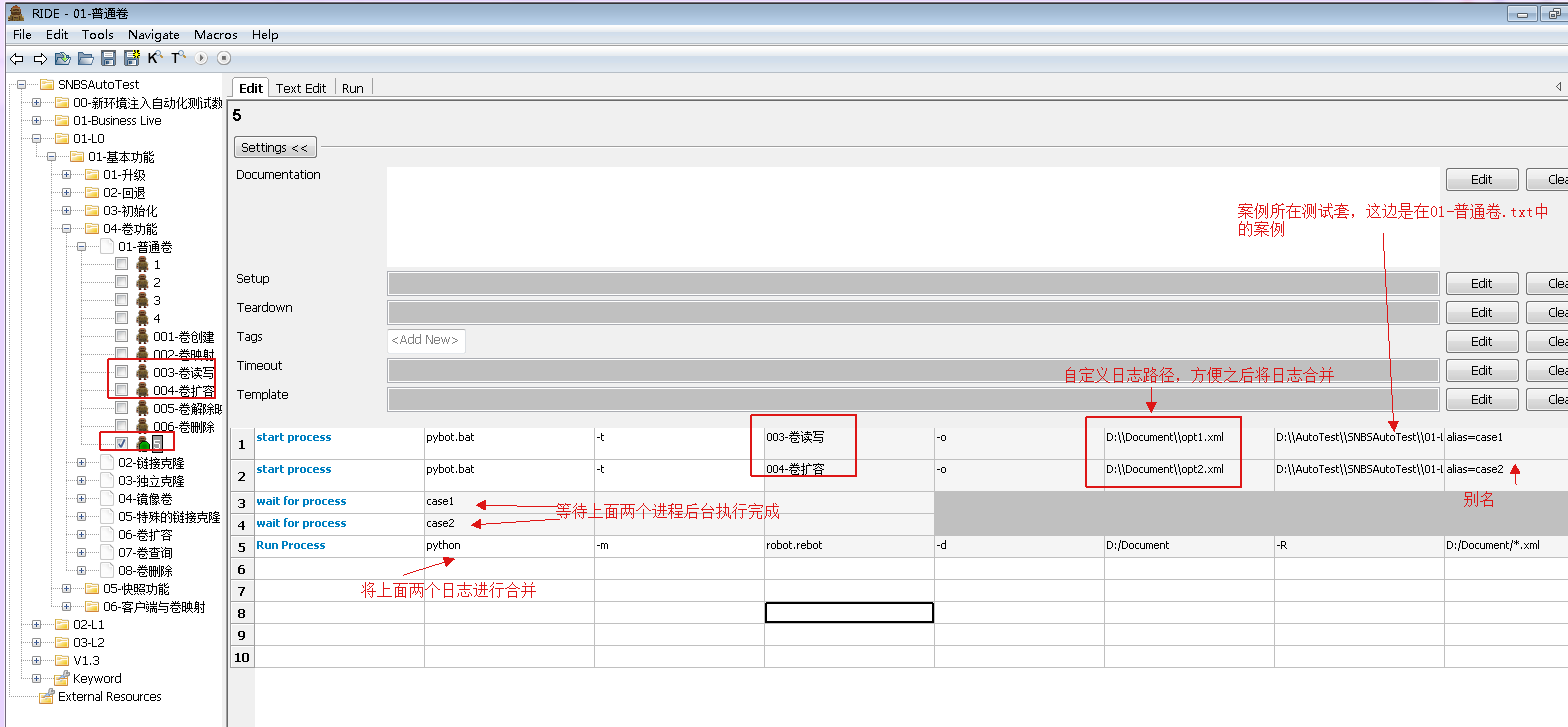 RIDE - 01-普通卷
File Edit Tools Navigate Macros Help
SNBSAutoTest
00-新环境注入自动化测试数
01-Business Live
01-L0
01-基本功能
01-升级
02-回退
03-初始化
04-卷功能
01-普通卷
1
2
3
4
001-卷创建
002-卷映射
003-卷读写
004-卷扩容
005-卷解除映
006-卷删除
5
02-链接克隆
03-独立克隆
04-镜像卷
05-特殊的链接克隆
06-卷扩容
07-卷查询
08-卷删除
05-快照功能
06-客户端与卷映射
02-L1
03-L2
V1.3
Keyword
External Resources
Edit Text Edit Run
5
Settings <<
Documentation Edit Clea
案例所在测试套，这边是在01-普通卷.txt中
的案例
Setup Edit Clea
Teardown Edit Clea
Tags <Add New> Edit Clea
Timeout Edit Clea
自定义日志路径，方便之后将日志合并
Template Edit Clea
1 start process pybot.bat -t 003-卷读写 -o D:\\Document\\opt1.xml D:\\AutoTest\\SNBSAutoTest\\01-L alias=case1
2 start process pybot.bat -t 004-卷扩容 -o D:\\Document\\opt2.xml D:\\AutoTest\\SNBSAutoTest\\01-L alias=case2
别名
3 wait for process case1
等待上面两个进程后台执行完成
4 wait for process case2
5 Run Process python -m robot.rebot -d D:/Document -R D:/Document/*.xml
6
将上面两个日志进行合并
7
8
9
10